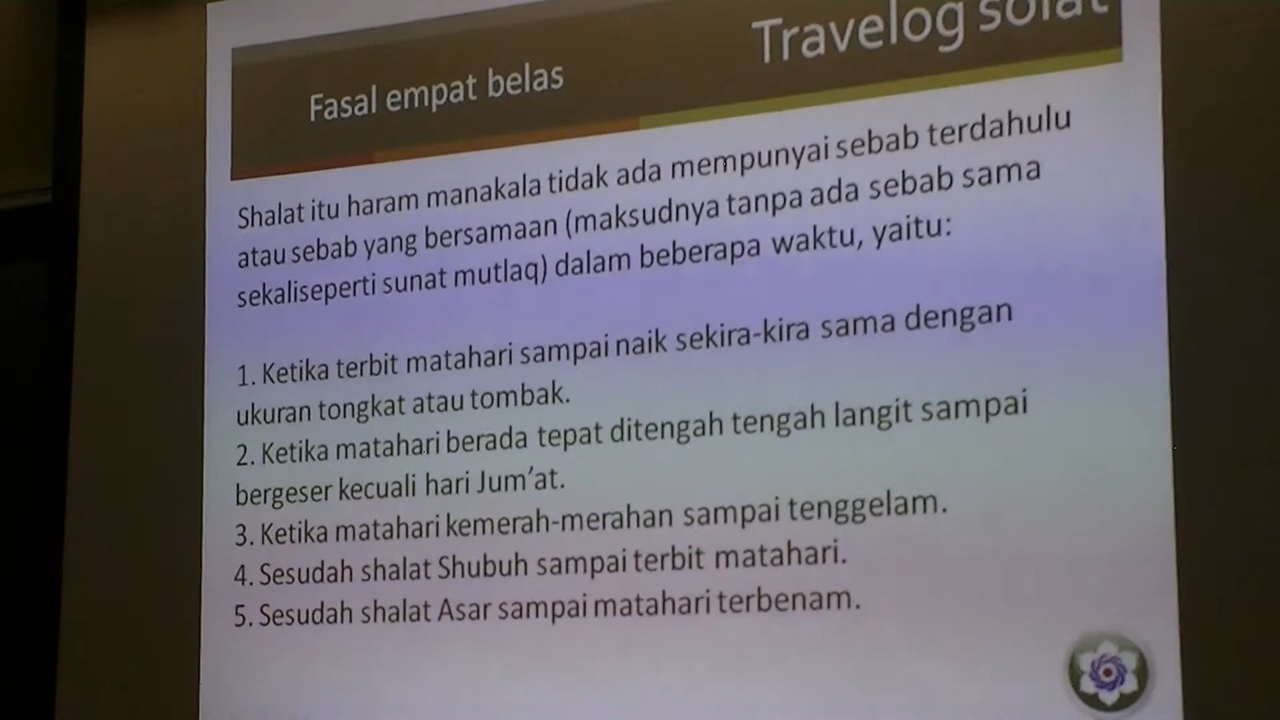 Travelog solat
Fasal empat belas
Shalat itu haram manakala tidak ada mempunyai sebab terdahulu
atau sebab yang bersamaan (maksudnya tanpa ada sebab sama
sekaliseperti sunat mutlaq) dalam beberapa waktu, yaitu:
1. Ketika terbit matahari sampai naik sekira-kira sama dengan
ukuran tongkat atau tombak.
2. Ketika matahari berada tepat ditengah tengah langit sampai
bergeser kecuali hari Jum’at.
3. Ketika matahari kemerah-merahan sampai tenggelam.
4. Sesudah shalat Shubuh sampai terbit matahari.
5. Sesudah shalat Asar sampai matahari terbenam.